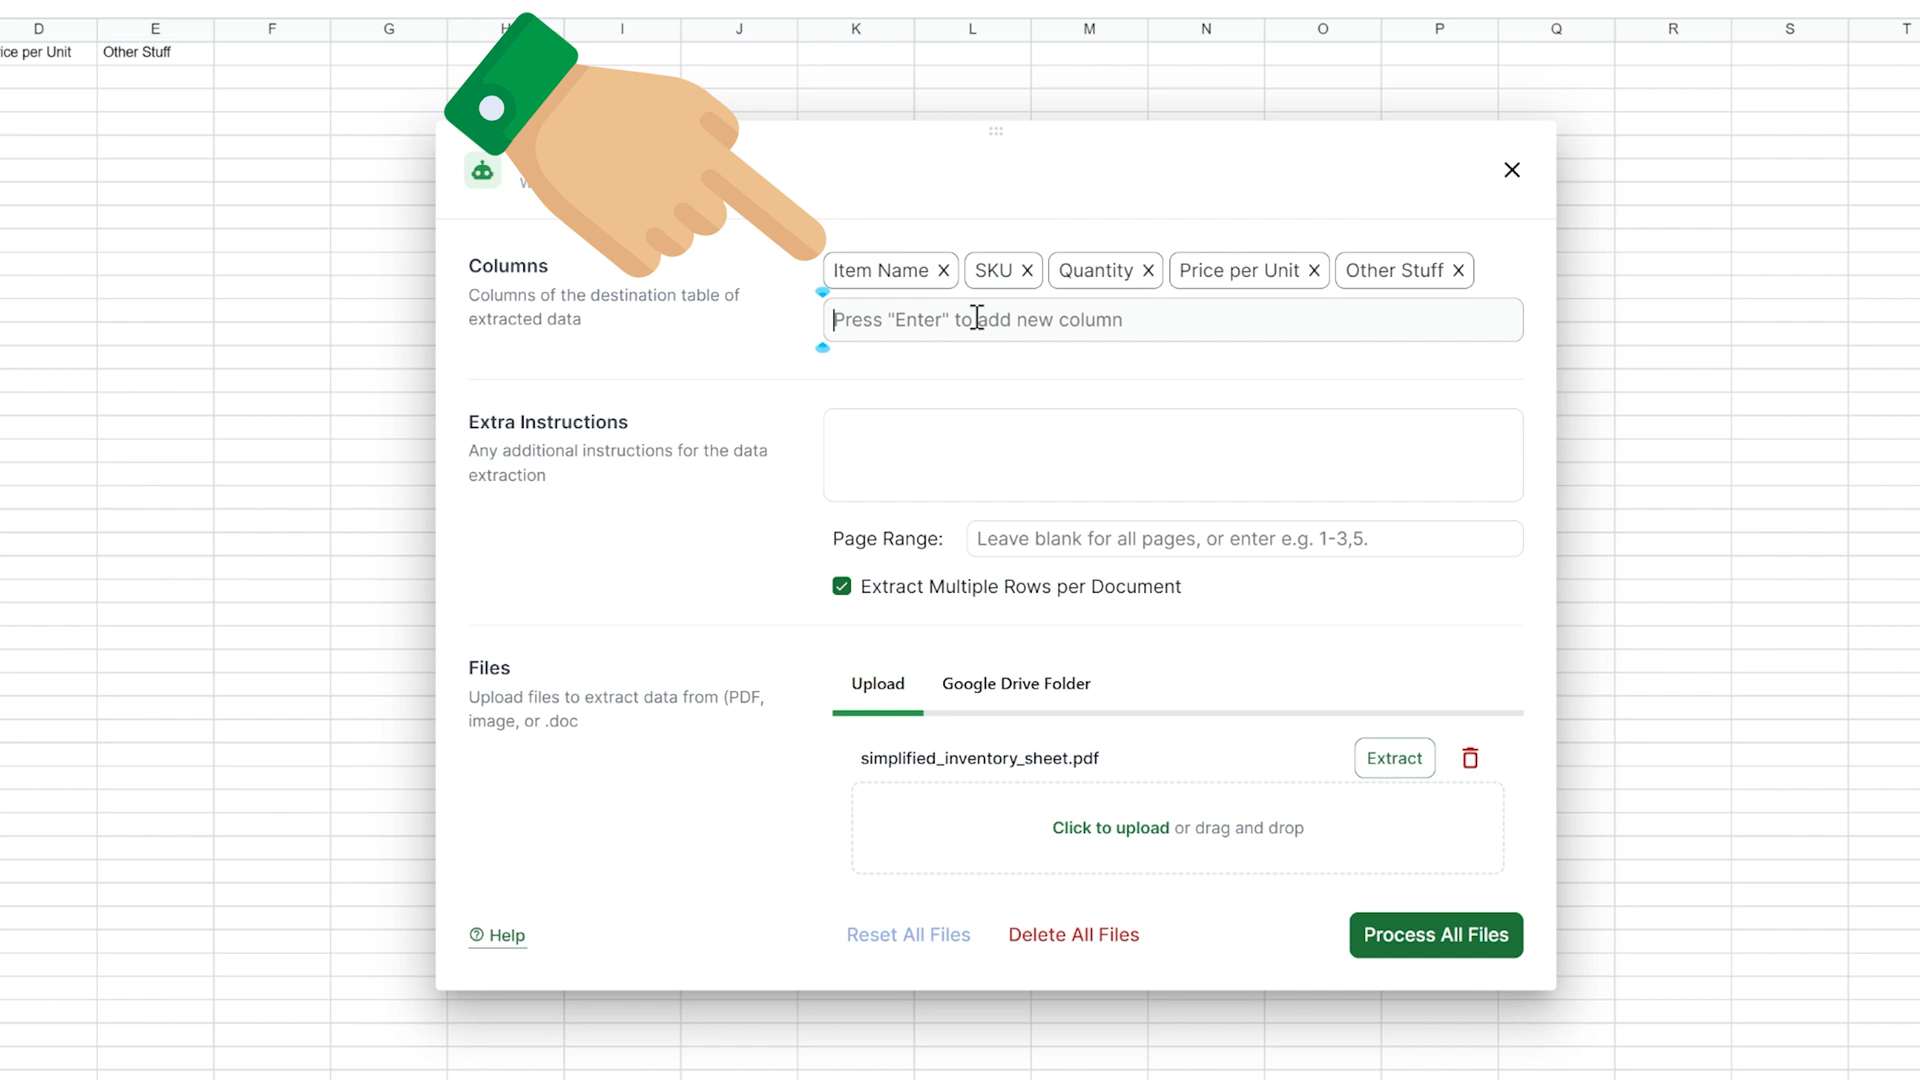 D E F G H I J K L M N O P Q R S T
ice per Unit Other Stuff
Columns
Columns of the destination table of
extracted data
Item Name X SKU X Quantity X Price per Unit X Other Stuff X
Press "Enter" to add new column
Extra Instructions
Any additional instructions for the data
extraction
Page Range: Leave blank for all pages, or enter e.g. 1-3,5.
Extract Multiple Rows per Document
Files
Upload files to extract data from (PDF,
image, or .doc
Upload Google Drive Folder
simplified_inventory_sheet.pdf Extract
Click to upload or drag and drop
Help
Reset All Files Delete All Files Process All Files